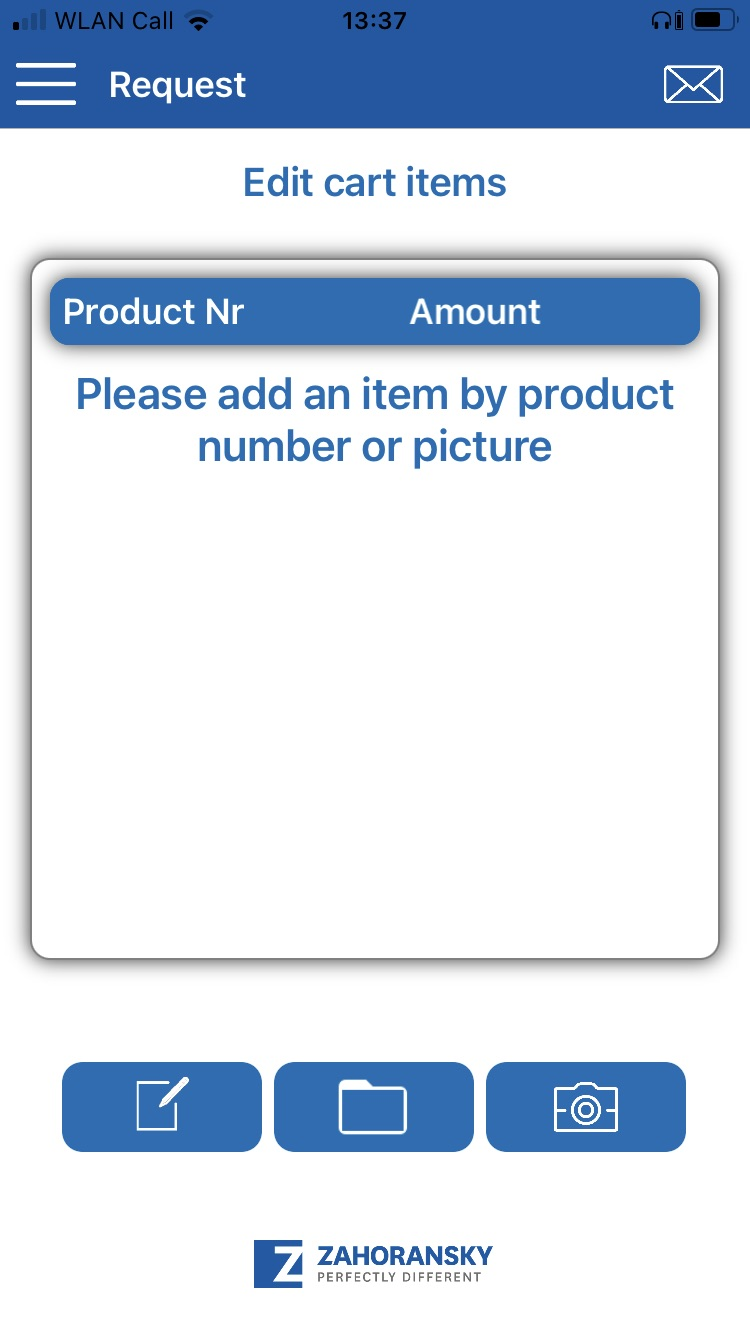 WLAN Call 13:37
Request
Edit cart items
Product Nr Amount
Please add an item by product
number or picture
Z ZAHORANSKY
PERFECTLY DIFFERENT